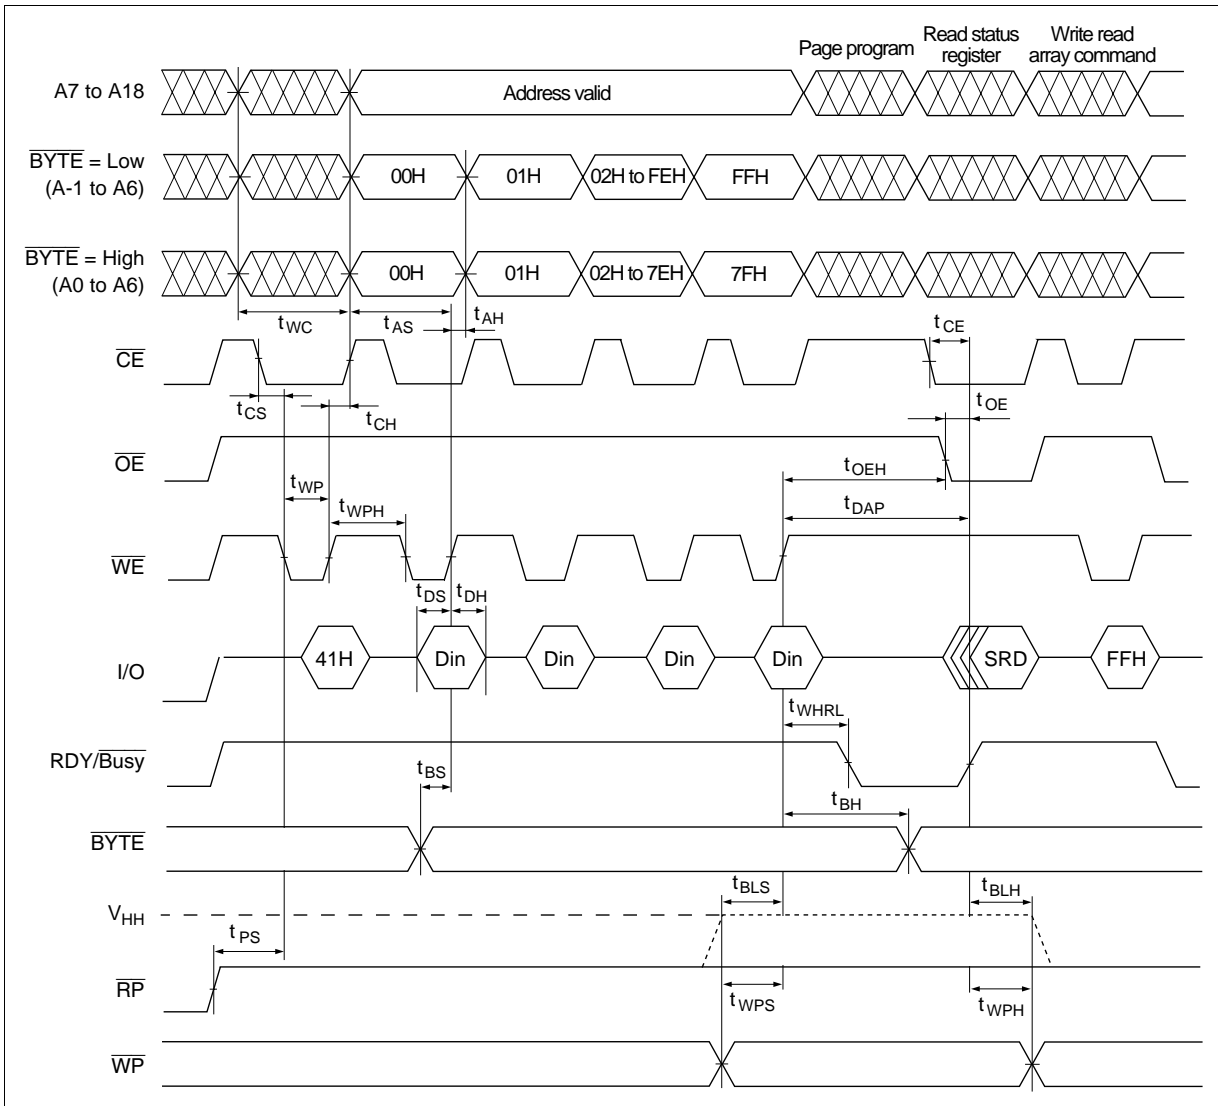 Page program
Read status register
Write read array command
A7 to A18
Address valid
BYTE = Low (A-1 to A6)
00H
01H
02H to FEH
FFH
BYTE = High (A0 to A6)
00H
01H
02H to 7EH
7FH
tWC
tAS
tAH
tCE
CE
tCS
tCH
tOE
OE
tWP
tWPH
tOEH
tDAP
WE
tDS
tDH
I/O
41H
Din
Din
Din
Din
SRD
FFH
tWHRL
RDY/Busy
tBS
tBH
BYTE
tBLS
tBLH
VHH
tPS
RP
tWPS
tWPH
WP